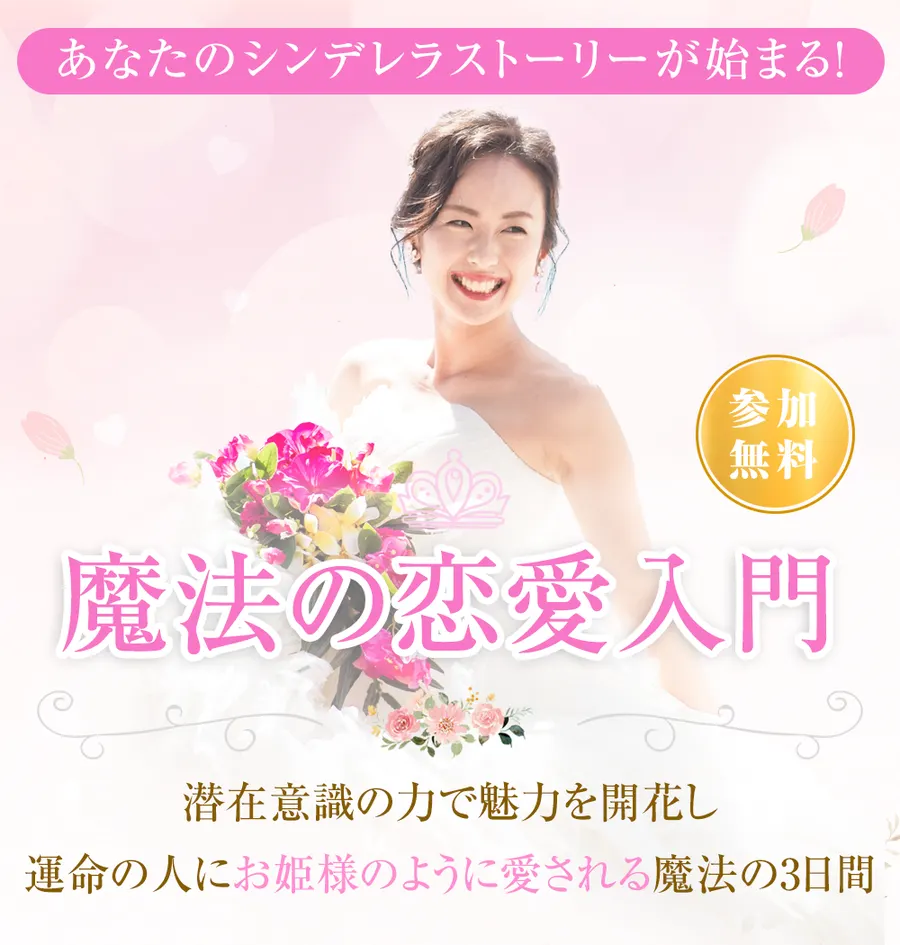 あなたのシンデレラストーリーが始まる!
参加
無料
魔法の恋愛入門
潜在意識の力で魅力を開花し
運命の人にお姫様のように愛される魔法の3日間